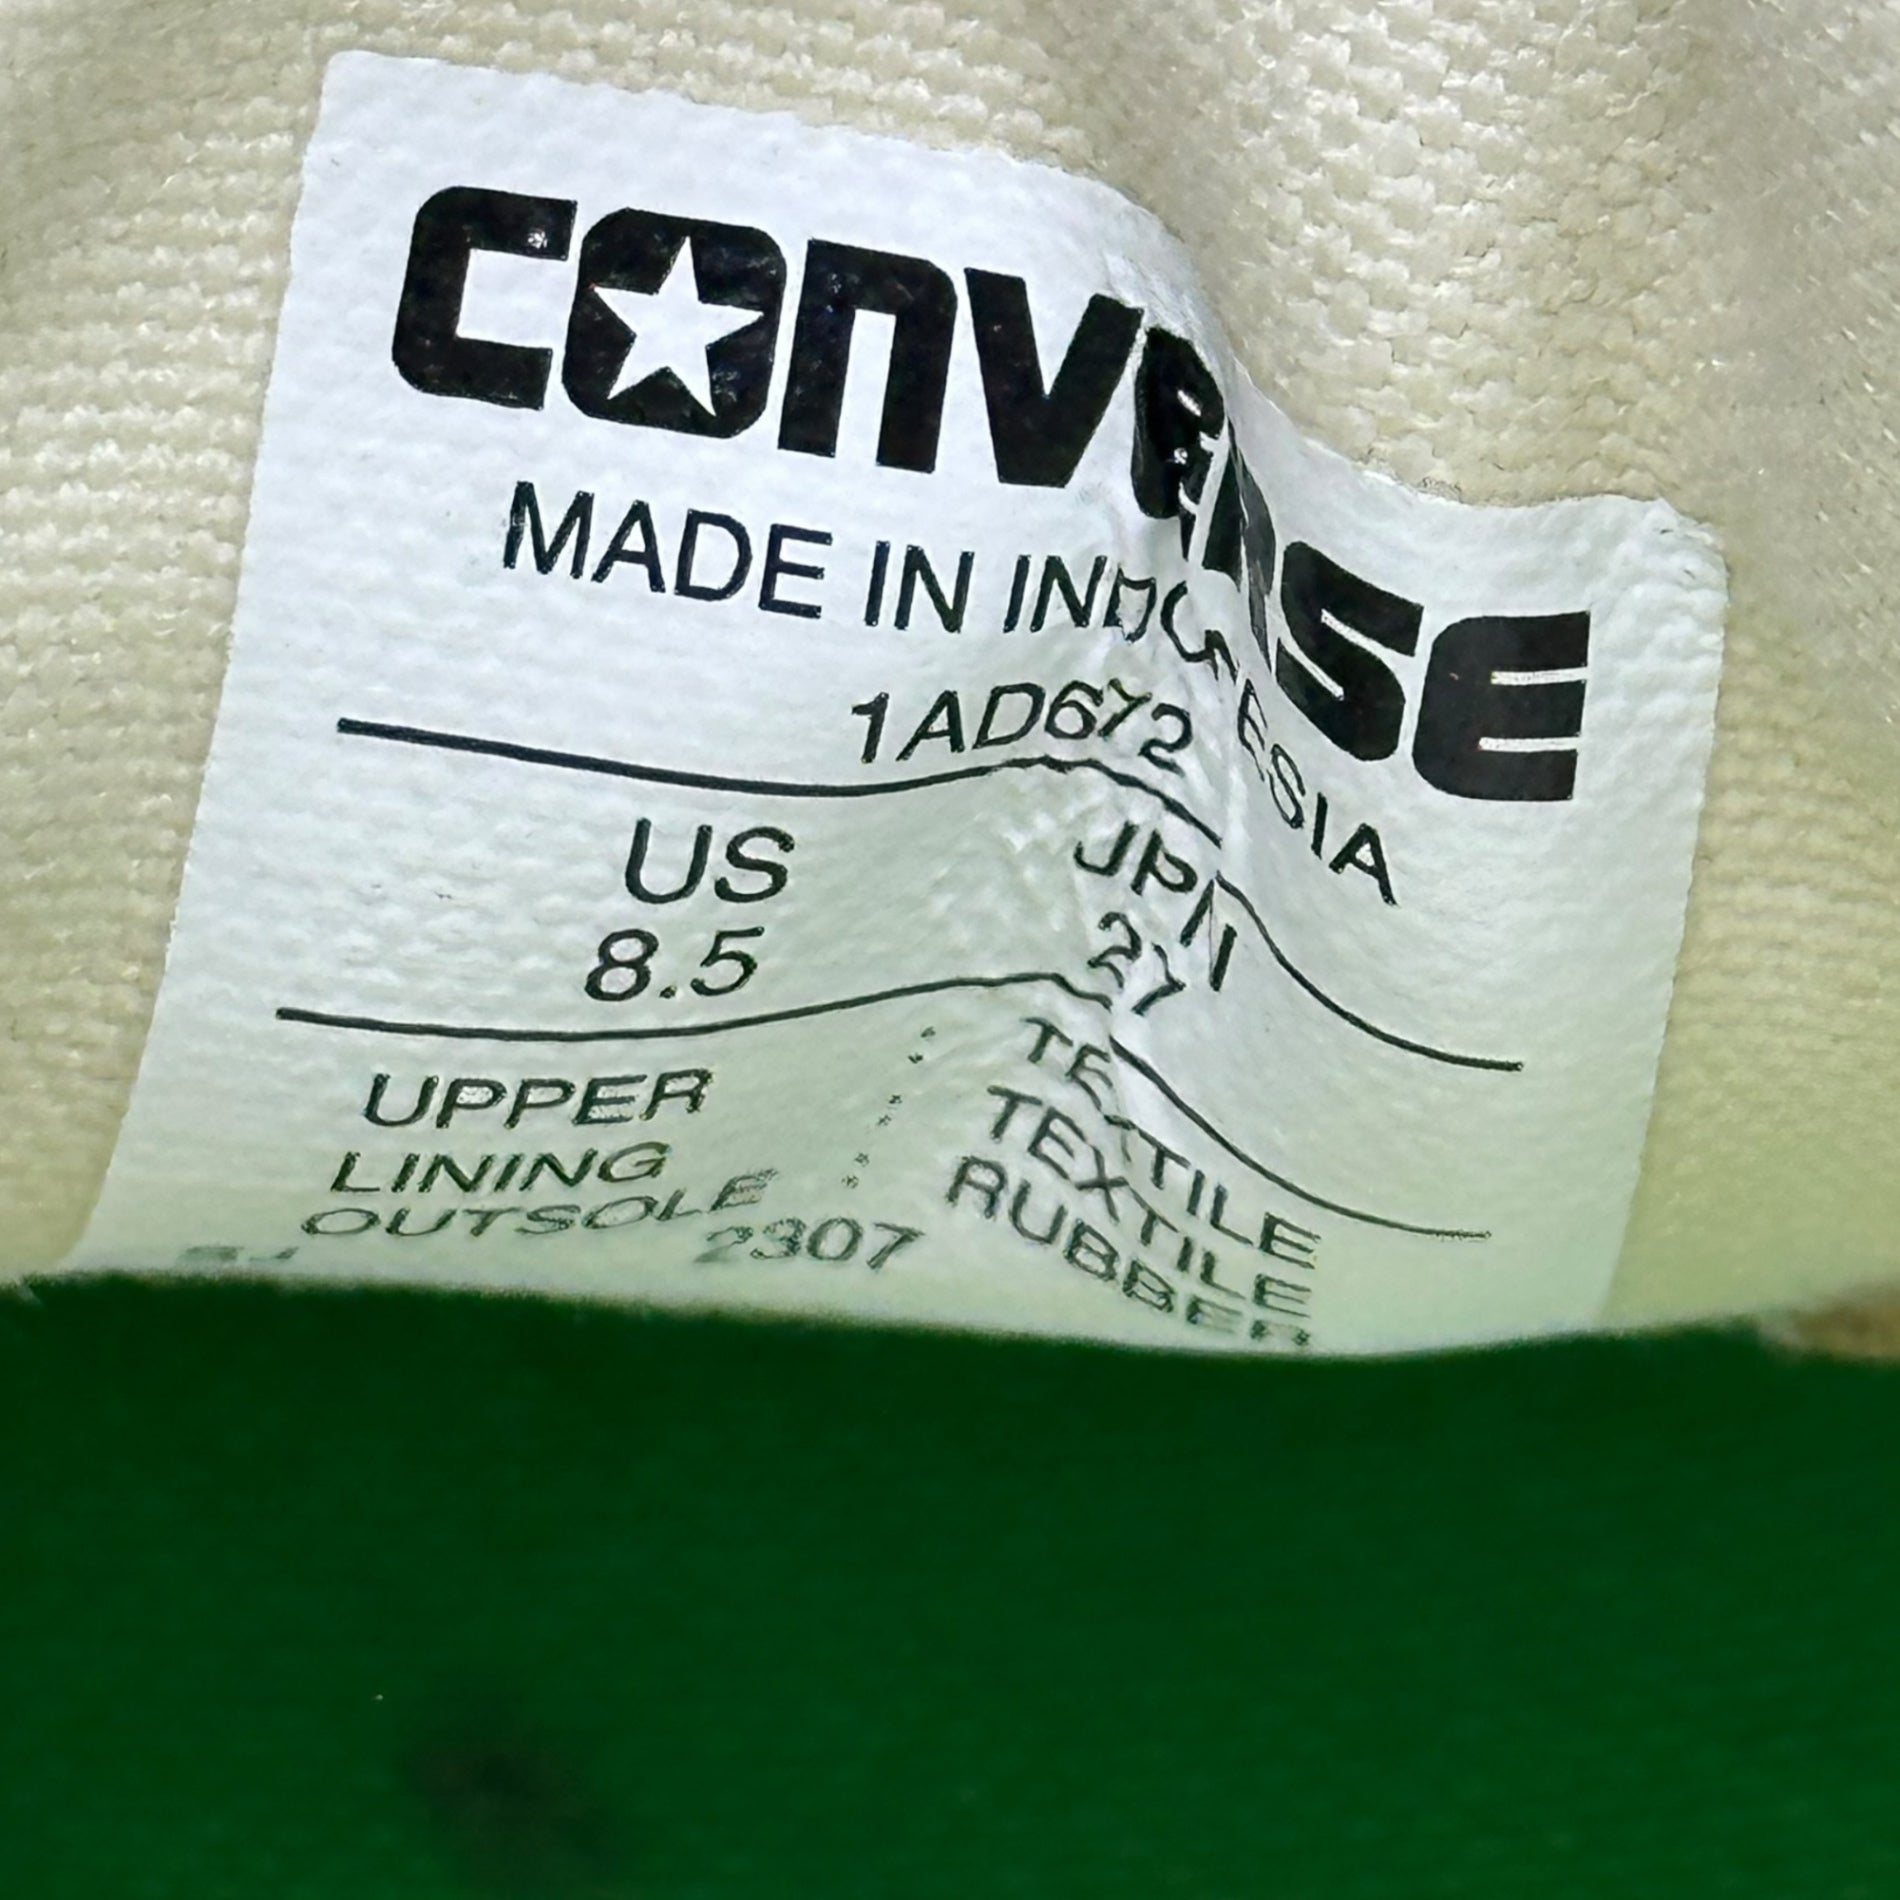 CONVERSE
MADE IN INDONESIA
1AD672
US JPN
8.5 27
UPPER : TEXTILE
LINING : TEXTILE
OUTSOLE : RUBBER
2307